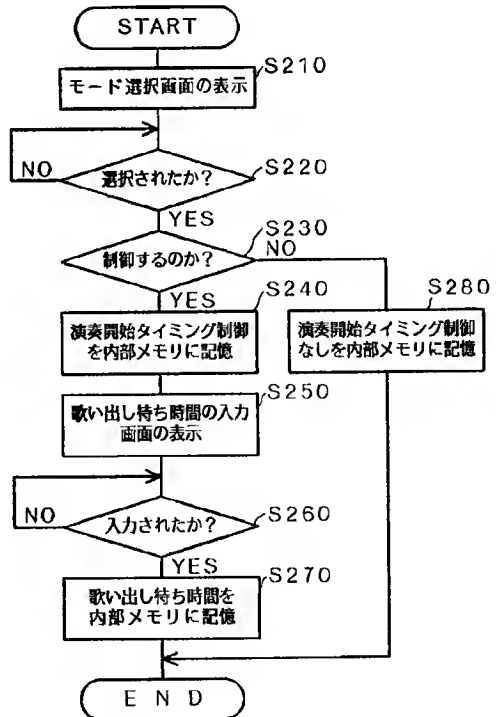 START
S210
モード選択画面の表示
S220
選択されたか?
NO
YES
S230
制御するのか?
NO
YES
S240
演奏開始タイミング制御
を内部メモリに記憶
S280
演奏開始タイミング制御
なしを内部メモリに記憶
S250
歌い出し待ち時間の入力
画面の表示
S260
入力されたか?
NO
YES
S270
歌い出し待ち時間を
内部メモリに記憶
END